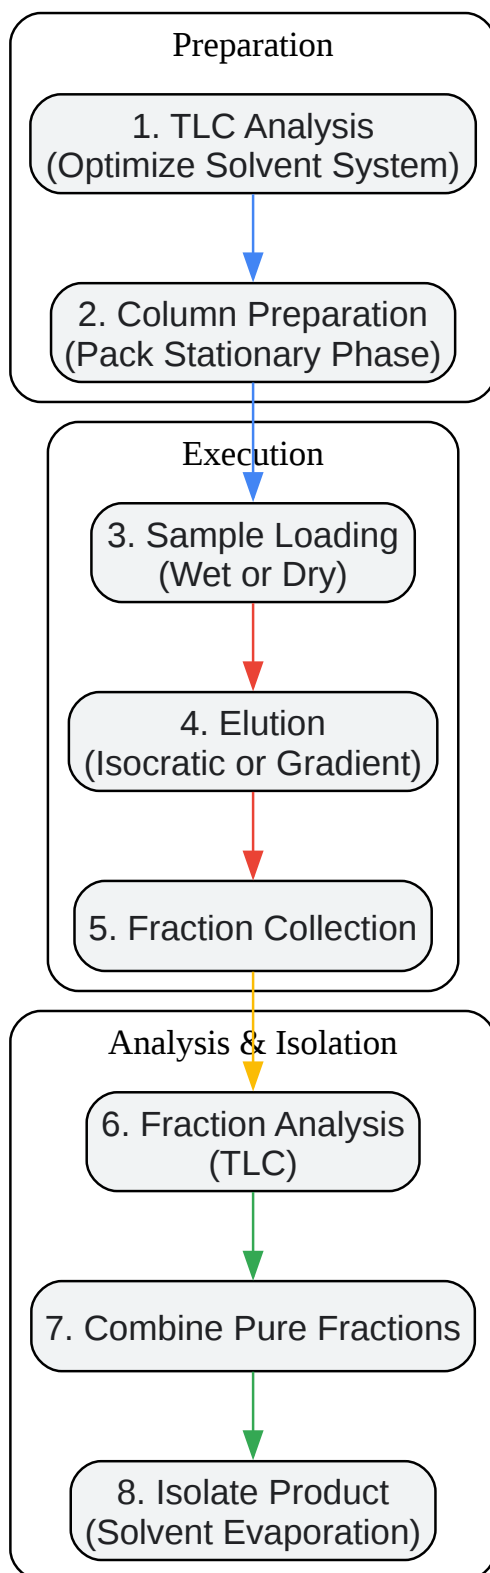 Preparation
1. TLC Analysis
(Optimize Solvent System)
2. Column Preparation
(Pack Stationary Phase)
Execution
3. Sample Loading
(Wet or Dry)
4. Elution
(Isocratic or Gradient)
5. Fraction Collection
Analysis & Isolation
6. Fraction Analysis
(TLC)
7. Combine Pure Fractions
8. Isolate Product
(Solvent Evaporation)